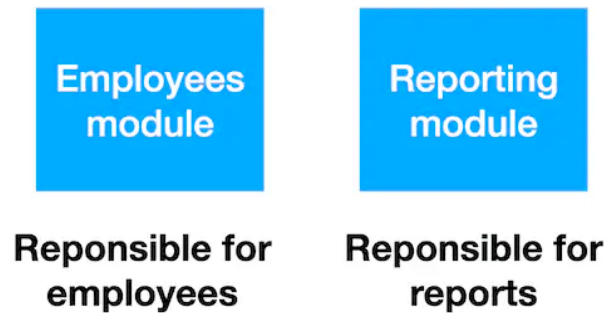 Employees
module
Reporting
module
Reponsible for
employees
Reponsible for
reports